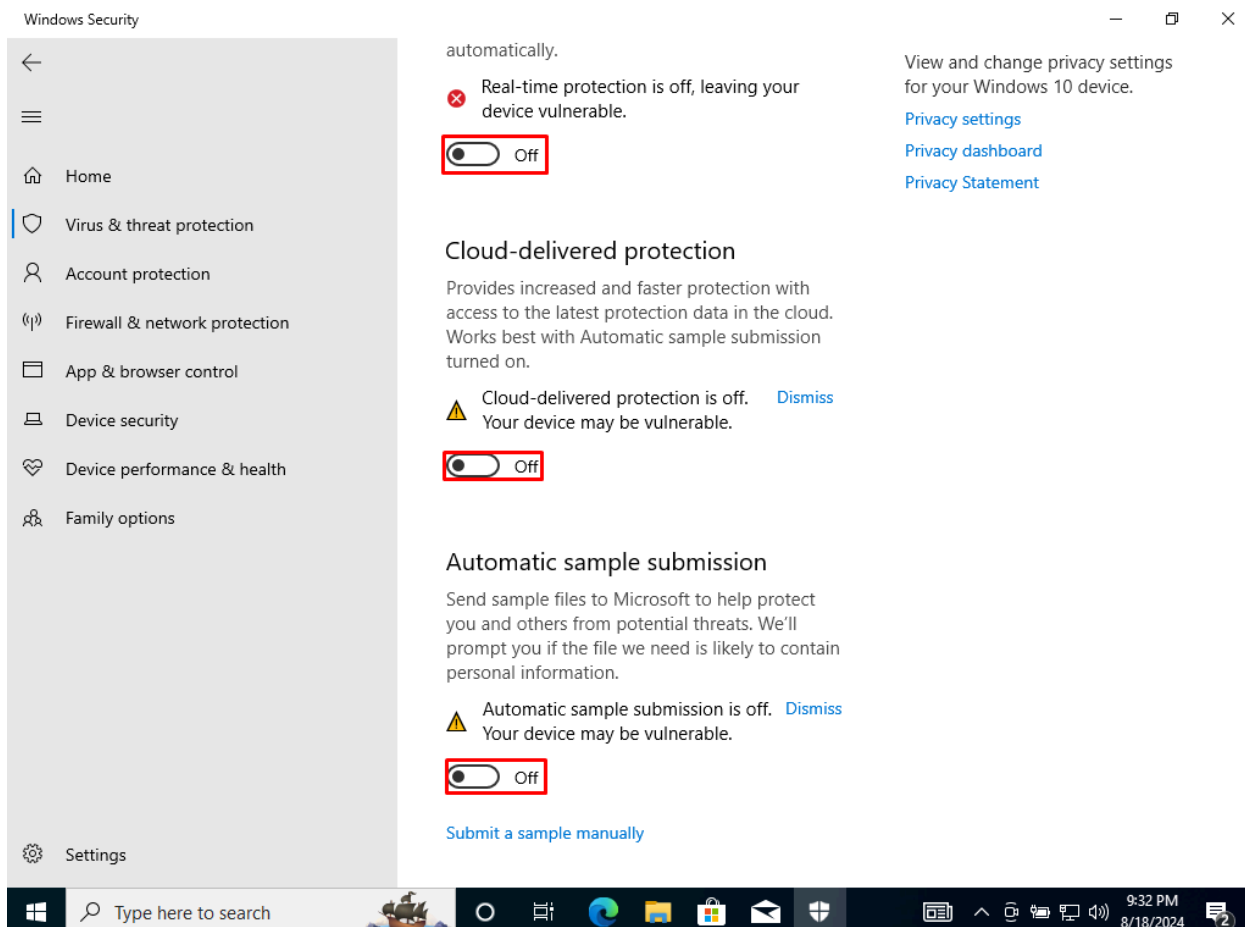 Windows Security
Home
Virus & threat protection
Account protection
Firewall & network protection
App & browser control
Device security
Device performance & health
Family options
Settings
automatically.
Real-time protection is off, leaving your
device vulnerable.
Off
Cloud-delivered protection
Provides increased and faster protection with
access to the latest protection data in the cloud.
Works best with Automatic sample submission
turned on.
Cloud-delivered protection is off. Dismiss
Your device may be vulnerable.
Off
Automatic sample submission
Send sample files to Microsoft to help protect
you and others from potential threats. We'll
prompt you if the file we need is likely to contain
personal information.
Automatic sample submission is off. Dismiss
Your device may be vulnerable.
Off
Submit a sample manually
View and change privacy settings
for your Windows 10 device.
Privacy settings
Privacy dashboard
Privacy Statement
Type here to search
9:32 PM
8/18/2024
2